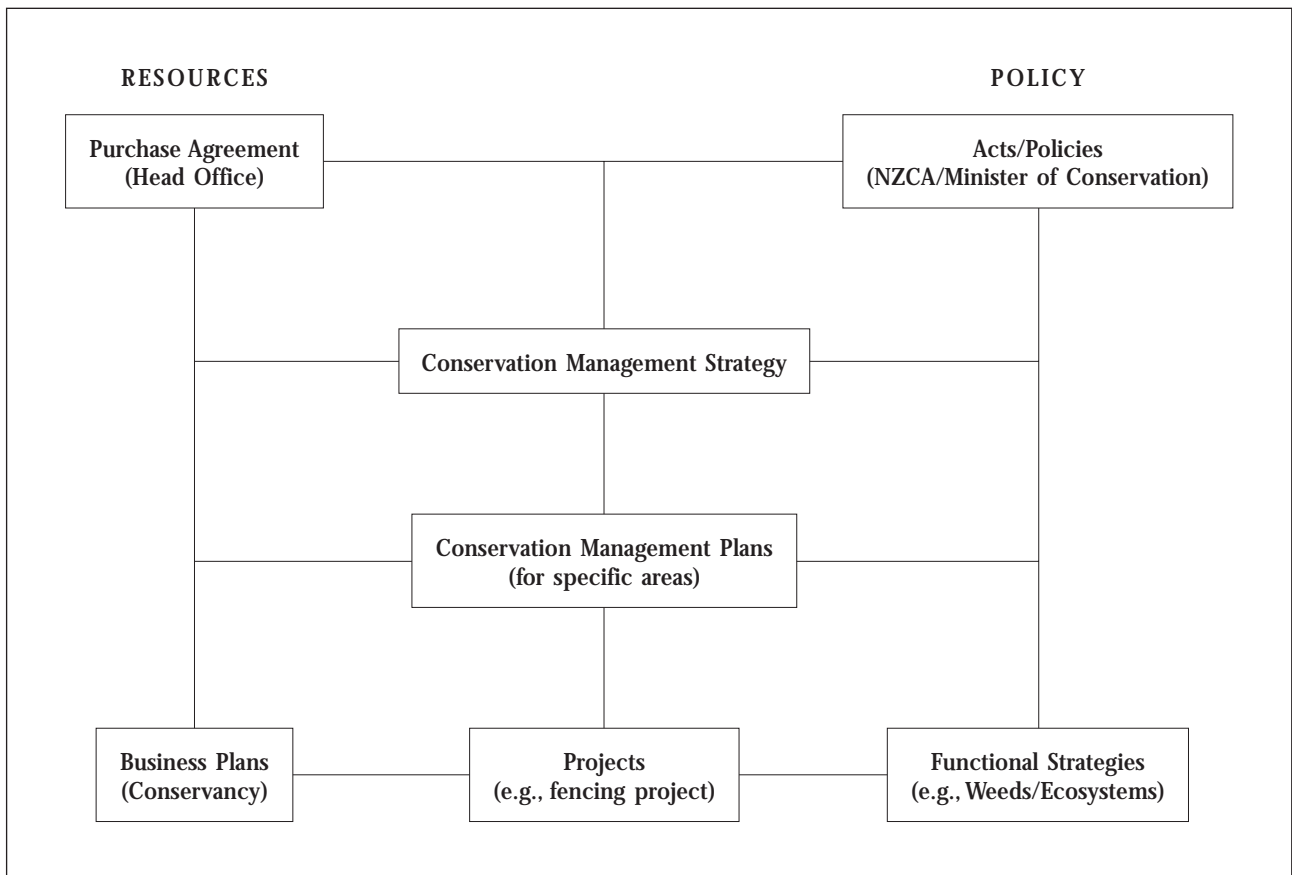 RESOURCES
POLICY
Purchase Agreement
(Head Office)
Acts/Policies
(NZCA/Minister of Conservation)
Conservation Management Strategy
Conservation Management Plans
(for specific areas)
Business Plans
(Conservancy)
Projects
(e.g., fencing project)
Functional Strategies
(e.g., Weeds/Ecosystems)